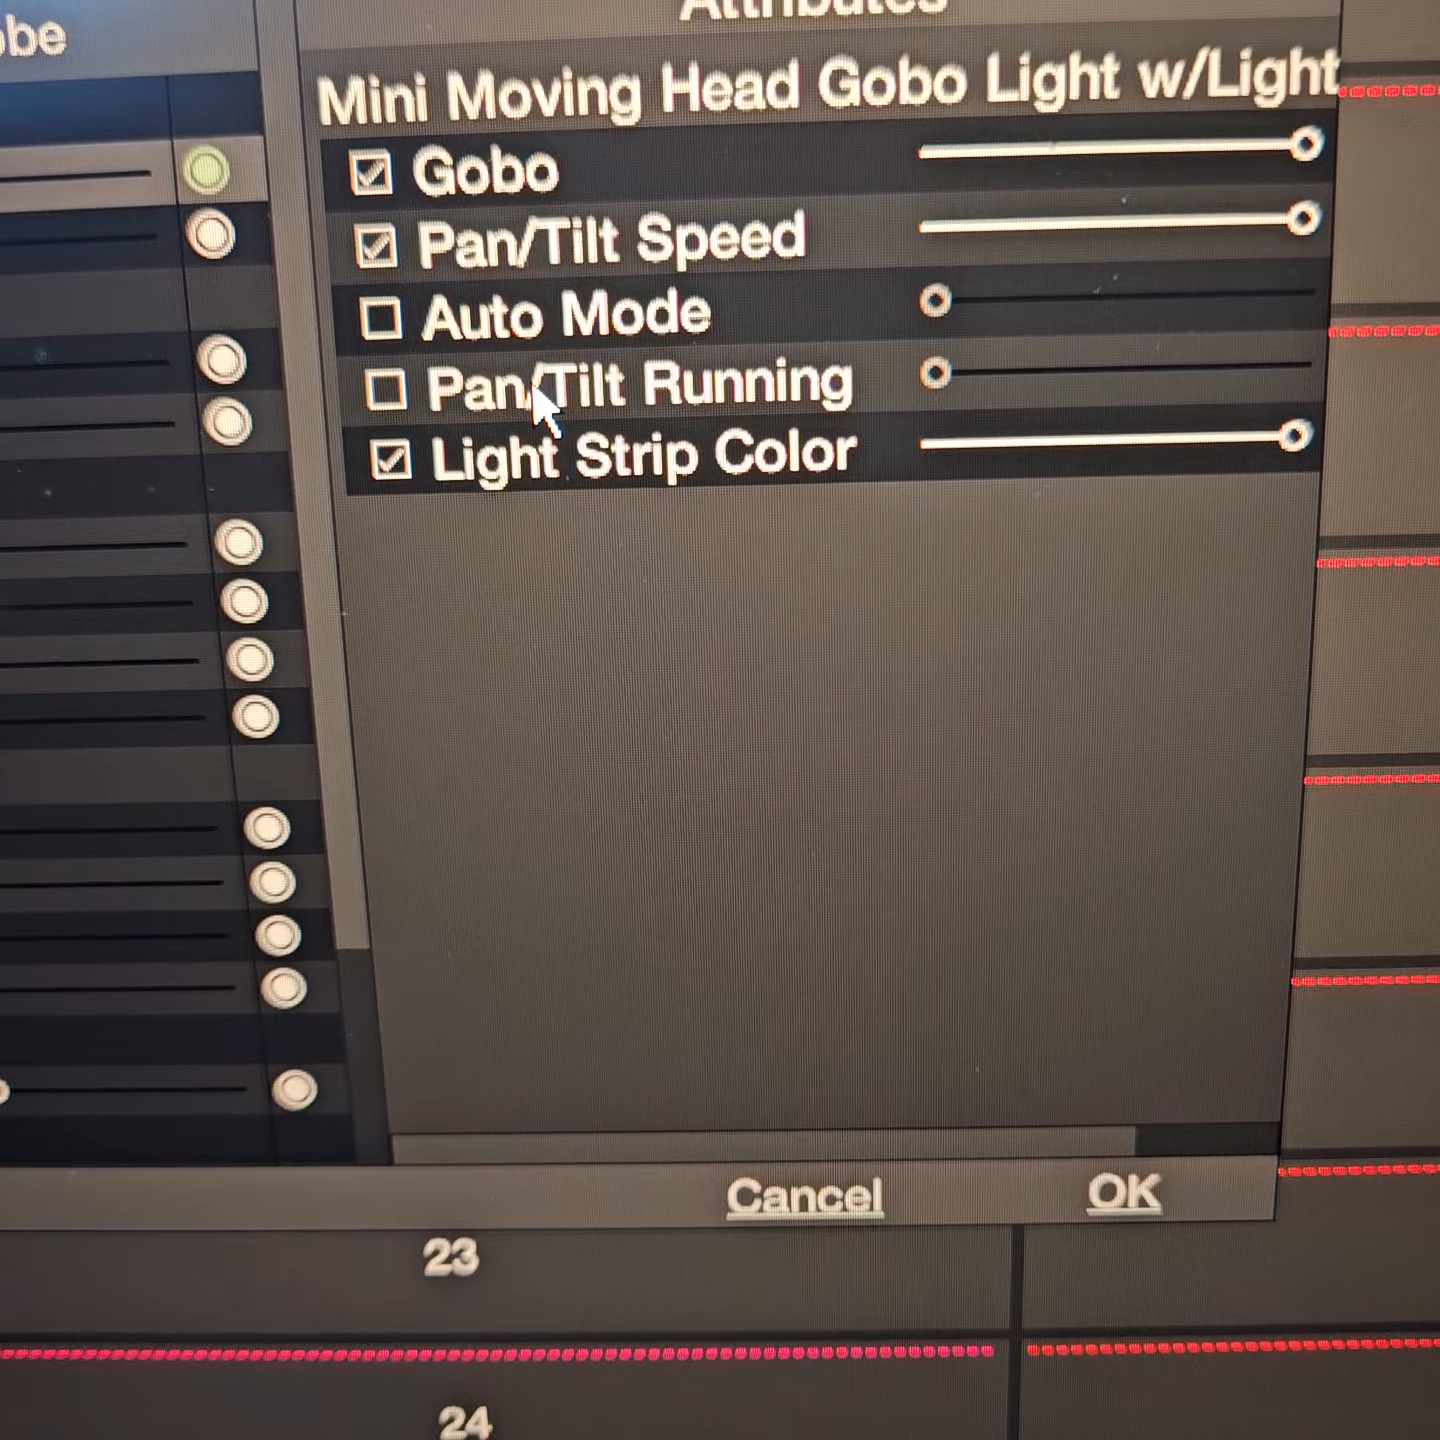 Attributes
Mini Moving Head Gobo Light w/Light
Gobo
Pan/Tilt Speed
Auto Mode
Pan/Tilt Running
Light Strip Color
Cancel OK
23
24